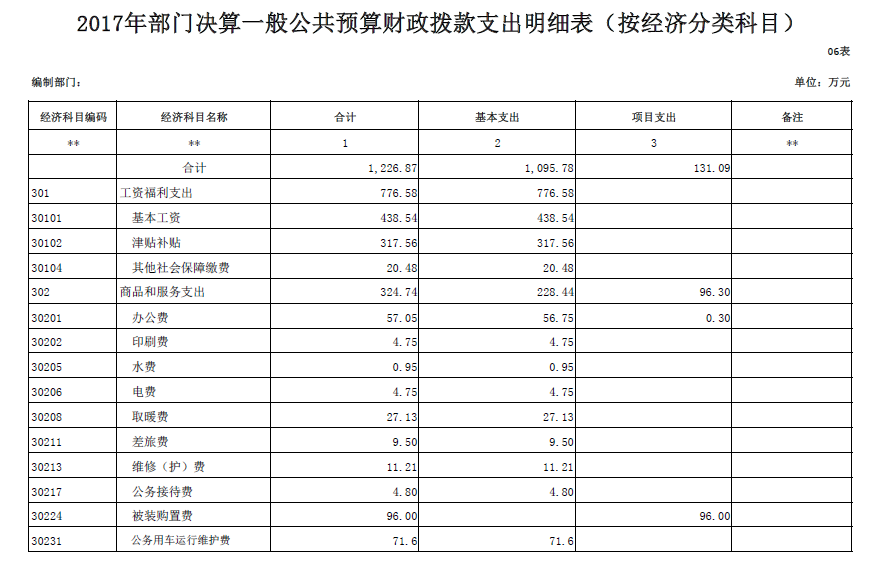 2017年部门决算一般公共预算财政拨款支出明细表（按经济分类科目）
06表
编制部门： 单位：万元
经济科目编码 经济科目名称 合计 基本支出 项目支出 备注
** ** 1 2 3 **
合计 1,226.87 1,095.78 131.09
301 工资福利支出 776.58 776.58
30101 基本工资 438.54 438.54
30102 津贴补贴 317.56 317.56
30104 其他社会保障缴费 20.48 20.48
302 商品和服务支出 324.74 228.44 96.30
30201 办公费 57.05 56.75 0.30
30202 印刷费 4.75 4.75
30205 水费 0.95 0.95
30206 电费 4.75 4.75
30208 取暖费 27.13 27.13
30211 差旅费 9.50 9.50
30213 维修（护）费 11.21 11.21
30217 公务接待费 4.80 4.80
30224 被装购置费 96.00 96.00
30231 公务用车运行维护费 71.6 71.6